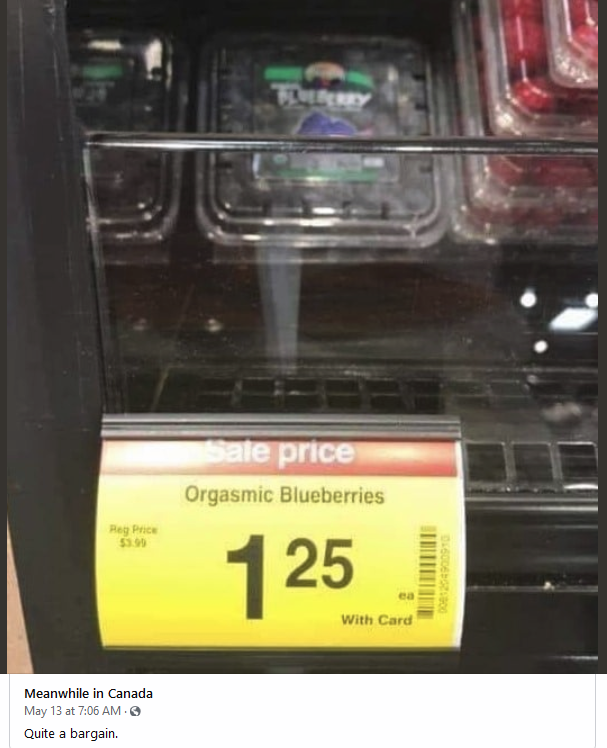 BLUEBERRY
Sale price
Orgasmic Blueberries
Reg Price
$3.99
1 25
ea
With Card
Meanwhile in Canada
May 13 at 7:06 AM ·
Quite a bargain.